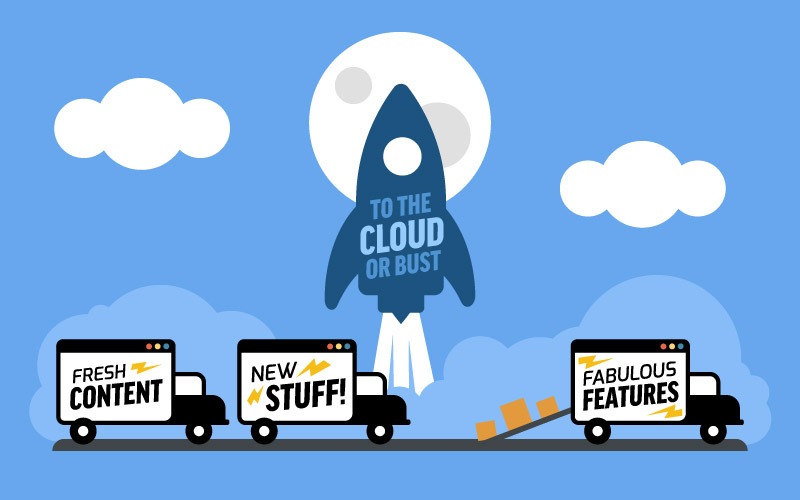 TO THE
CLOUD
OR BUST
FRESH
CONTENT
NEW
STUFF!
FABULOUS
FEATURES